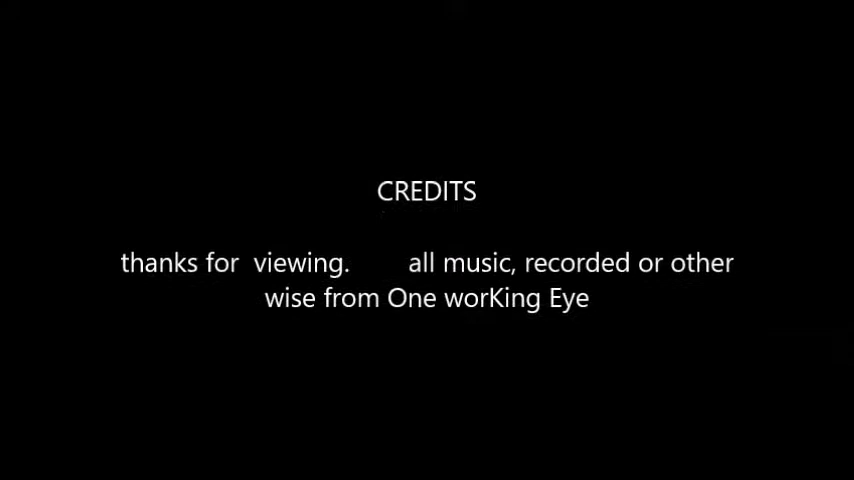 CREDITS
thanks for  viewing.        all music, recorded or other
wise from One worKing Eye